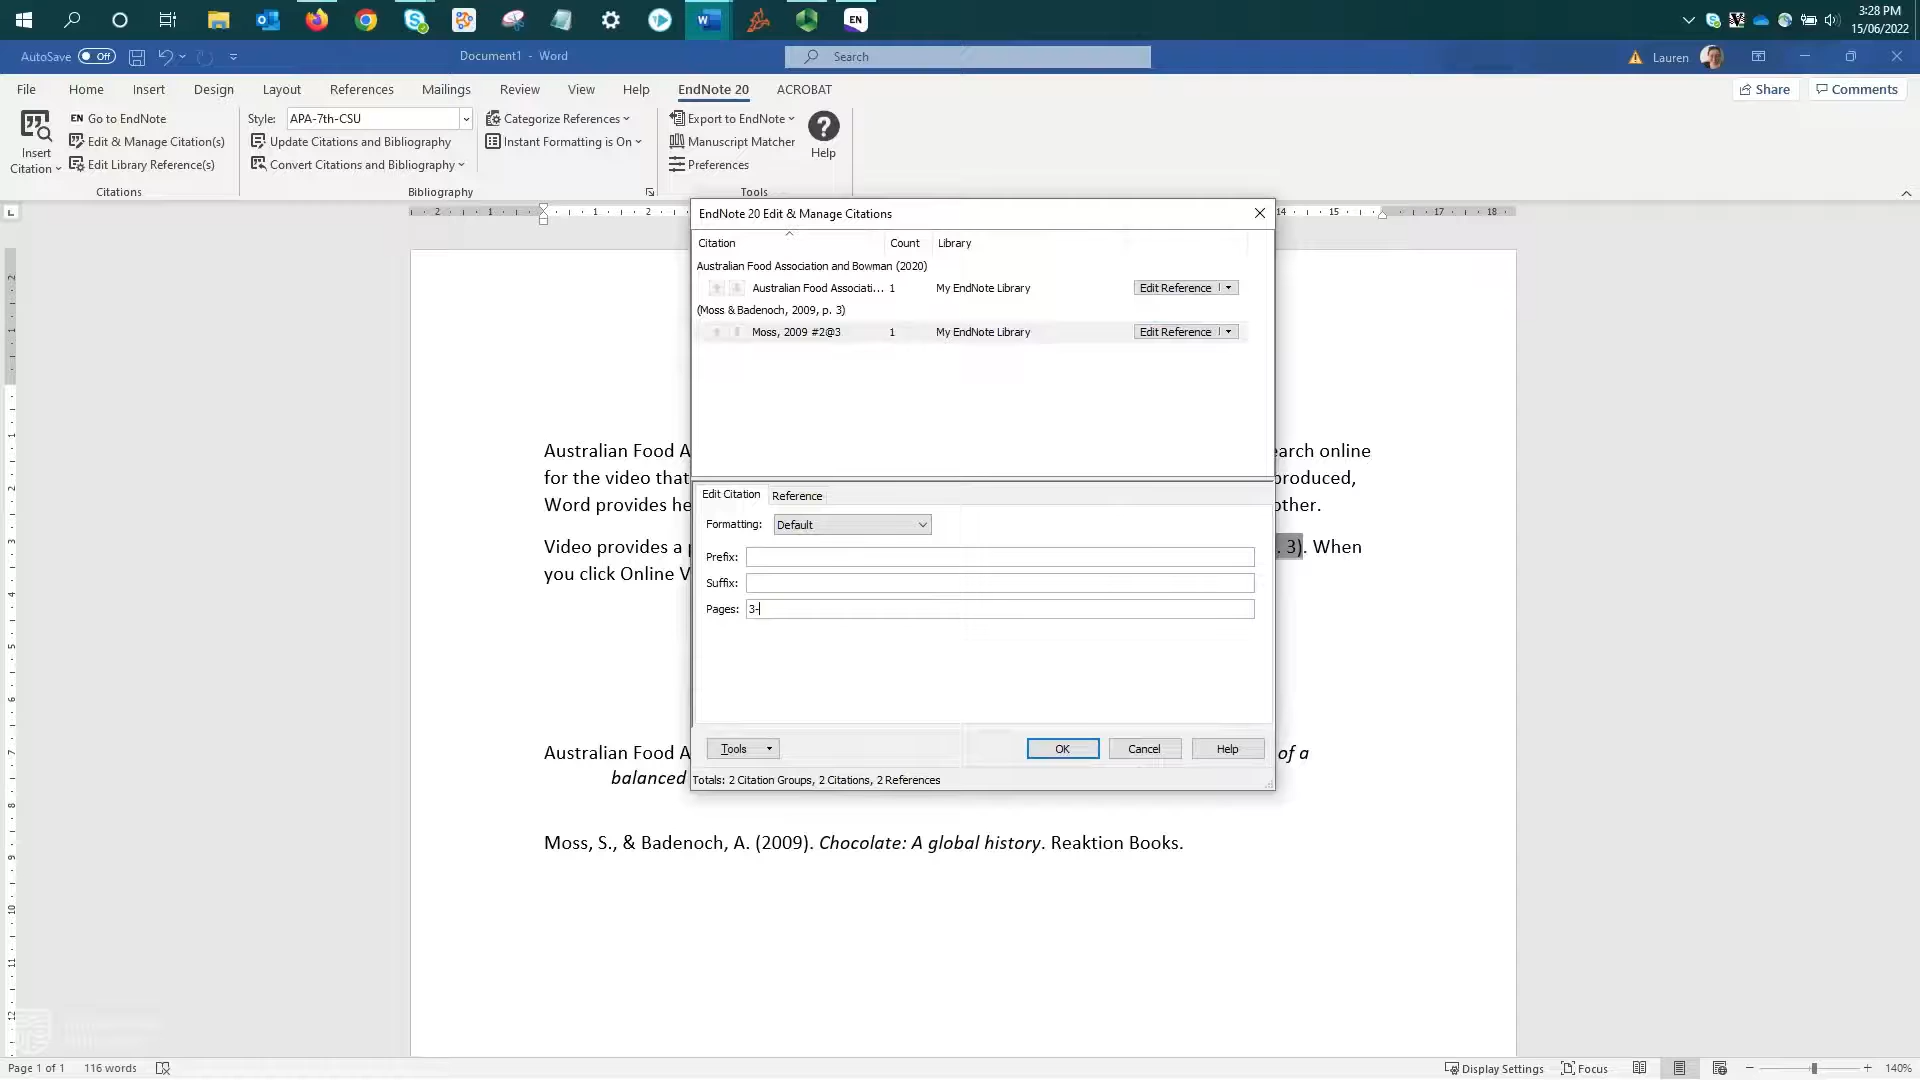 3:28 PM
15/06/2022
AutoSave Off
Document1 - Word
Search
Lauren
File Home Insert Design Layout References Mailings Review View Help EndNote 20 ACROBAT
Share Comments
EN Go to EndNote
Edit & Manage Citation(s)
Edit Library Reference(s)
Insert
Citation
Citations
Style: APA-7th-CSU
Update Citations and Bibliography
Convert Citations and Bibliography
Bibliography
Categorize References
Instant Formatting is On
Export to EndNote
Manuscript Matcher
Preferences
Tools
Help
EndNote 20 Edit & Manage Citations
Citation Count Library
Australian Food Association and Bowman (2020)
Australian Food Associati... 1 My EndNote Library Edit Reference
(Moss & Badenoch, 2009, p. 3)
Moss, 2009 #2@3 1 My EndNote Library Edit Reference
Edit Citation Reference
Formatting: Default
Prefix:
Suffix:
Pages: 3-
Tools OK Cancel Help
Totals: 2 Citation Groups, 2 Citations, 2 References
Australian Food A earch online
for the video that produced,
Word provides he other.
Video provides a p . 3). When
you click Online V
Australian Food A of a
balanced
Moss, S., & Badenoch, A. (2009). Chocolate: A global history. Reaktion Books.
Page 1 of 1 116 words
Display Settings Focus 140%